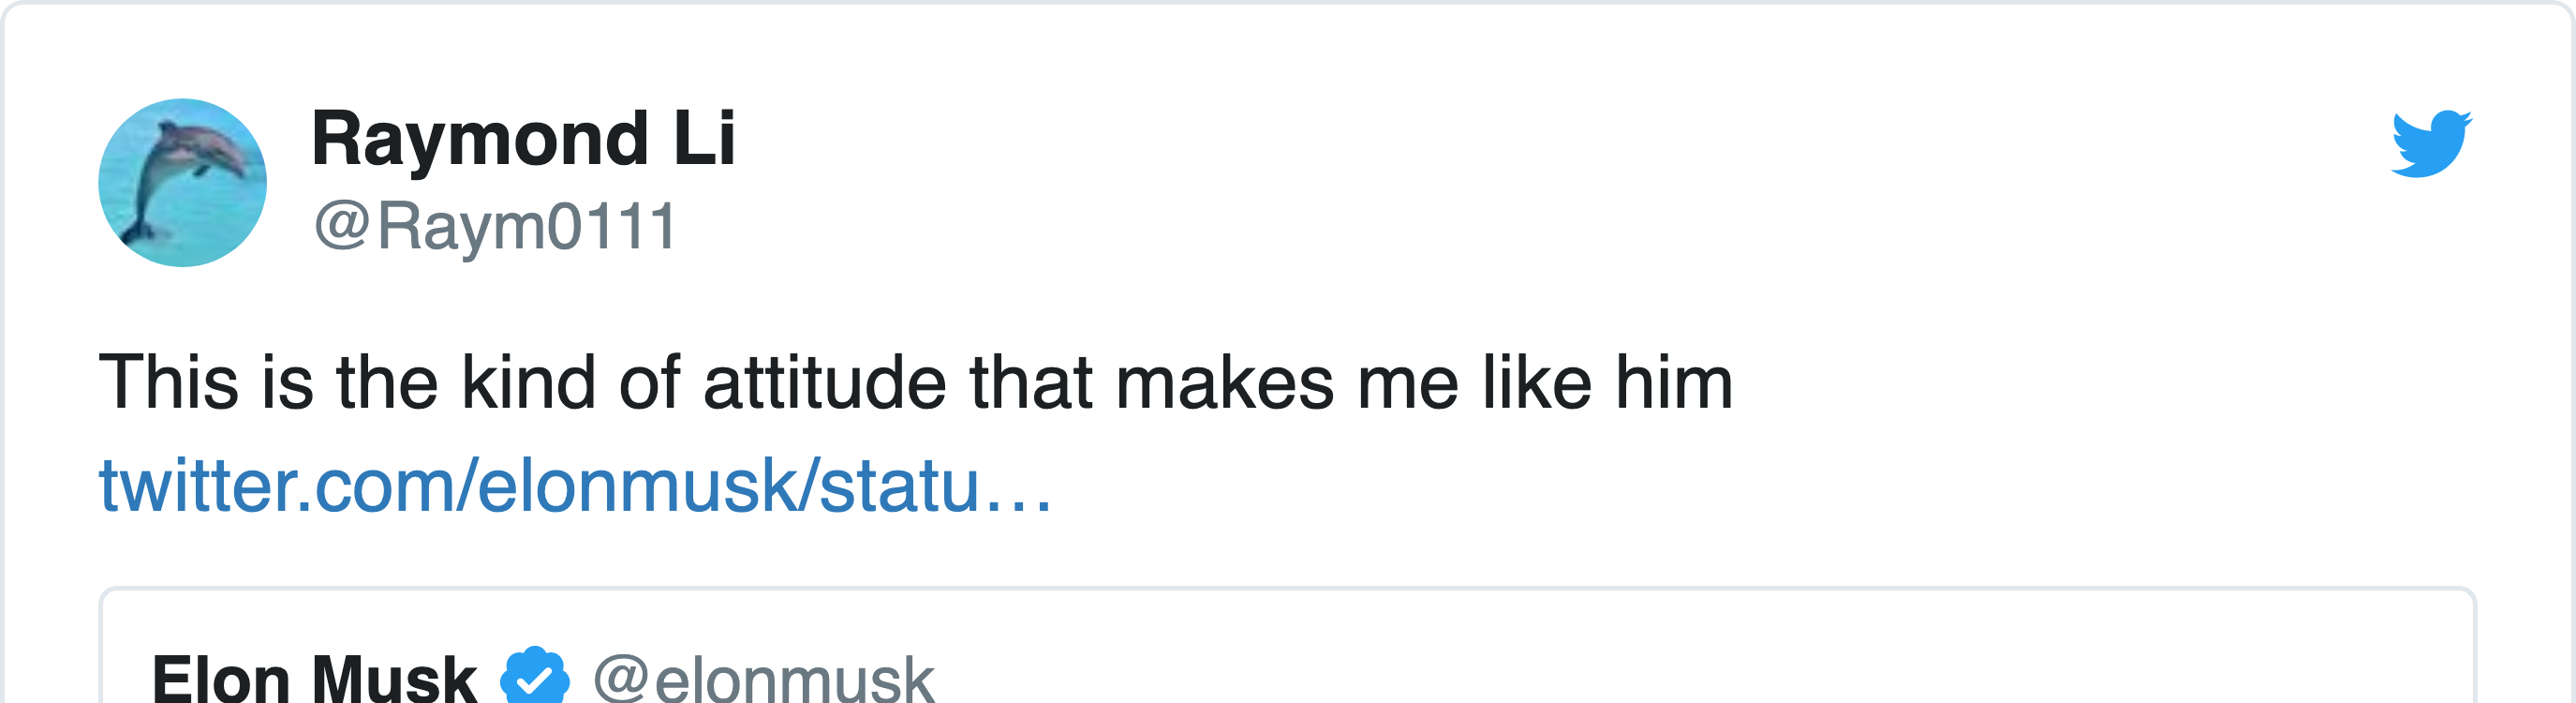 Raymond Li
@Raym0111
This is the kind of attitude that makes me like him
twitter.com/elonmusk/statu…
Elon Musk @elonmusk